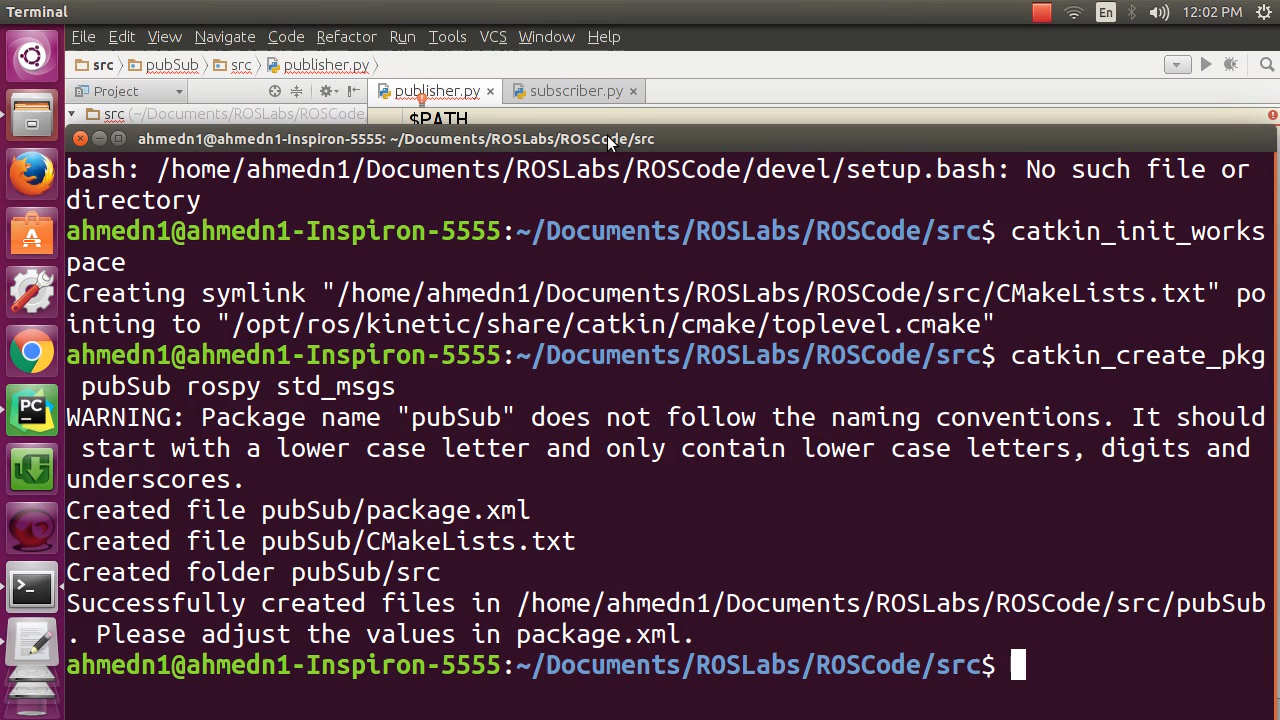 Terminal
En
12:02 PM
File Edit View Navigate Code Refactor Run Tools VCS Window Help
src pubSub src publisher.py
Project publisher.py subscriber.py
src (~/Documents/ROSLabs/ROSCode/
$PATH
ahmedn1@ahmedn1-Inspiron-5555: ~/Documents/ROSLabs/ROSCode/src
bash: /home/ahmedn1/Documents/ROSLabs/ROSCode/devel/setup.bash: No such file or
directory
ahmedn1@ahmedn1-Inspiron-5555:~/Documents/ROSLabs/ROSCode/src$ catkin_init_works
pace
Creating symlink "/home/ahmedn1/Documents/ROSLabs/ROSCode/src/CMakeLists.txt" po
inting to "/opt/ros/kinetic/share/catkin/cmake/toplevel.cmake"
ahmedn1@ahmedn1-Inspiron-5555:~/Documents/ROSLabs/ROSCode/src$ catkin_create_pkg
pubSub rospy std_msgs
WARNING: Package name "pubSub" does not follow the naming conventions. It should
start with a lower case letter and only contain lower case letters, digits and
underscores.
Created file pubSub/package.xml
Created file pubSub/CMakeLists.txt
Created folder pubSub/src
Successfully created files in /home/ahmedn1/Documents/ROSLabs/ROSCode/src/pubSub
. Please adjust the values in package.xml.
ahmedn1@ahmedn1-Inspiron-5555:~/Documents/ROSLabs/ROSCode/src$
PC
>_